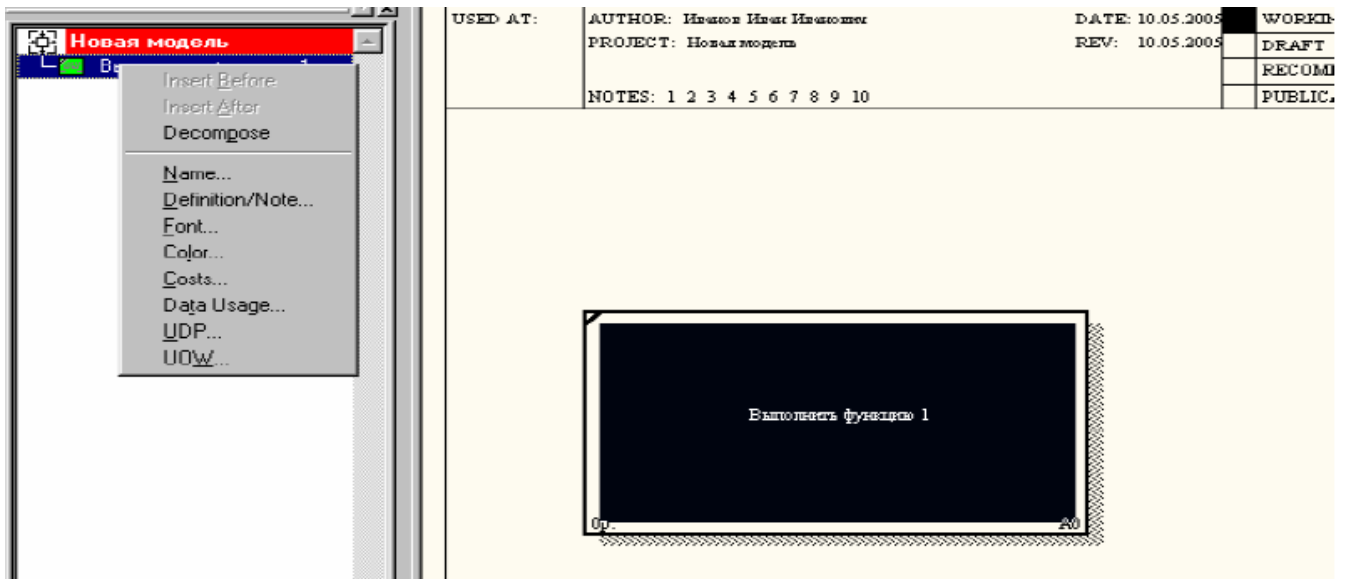 Новая модель
Insert Before
Insert After
Decompose
Name...
Definition/Note...
Font...
Color...
Costs...
Data Usage...
UDP...
UOW...
USED AT:
AUTHOR: Иванов Иван Иванович
DATE: 10.05.2005
PROJECT: Новая модель
REV: 10.05.2005
NOTES: 1 2 3 4 5 6 7 8 9 10
DRAFT
Выполнить функцию 1
0р.
A0